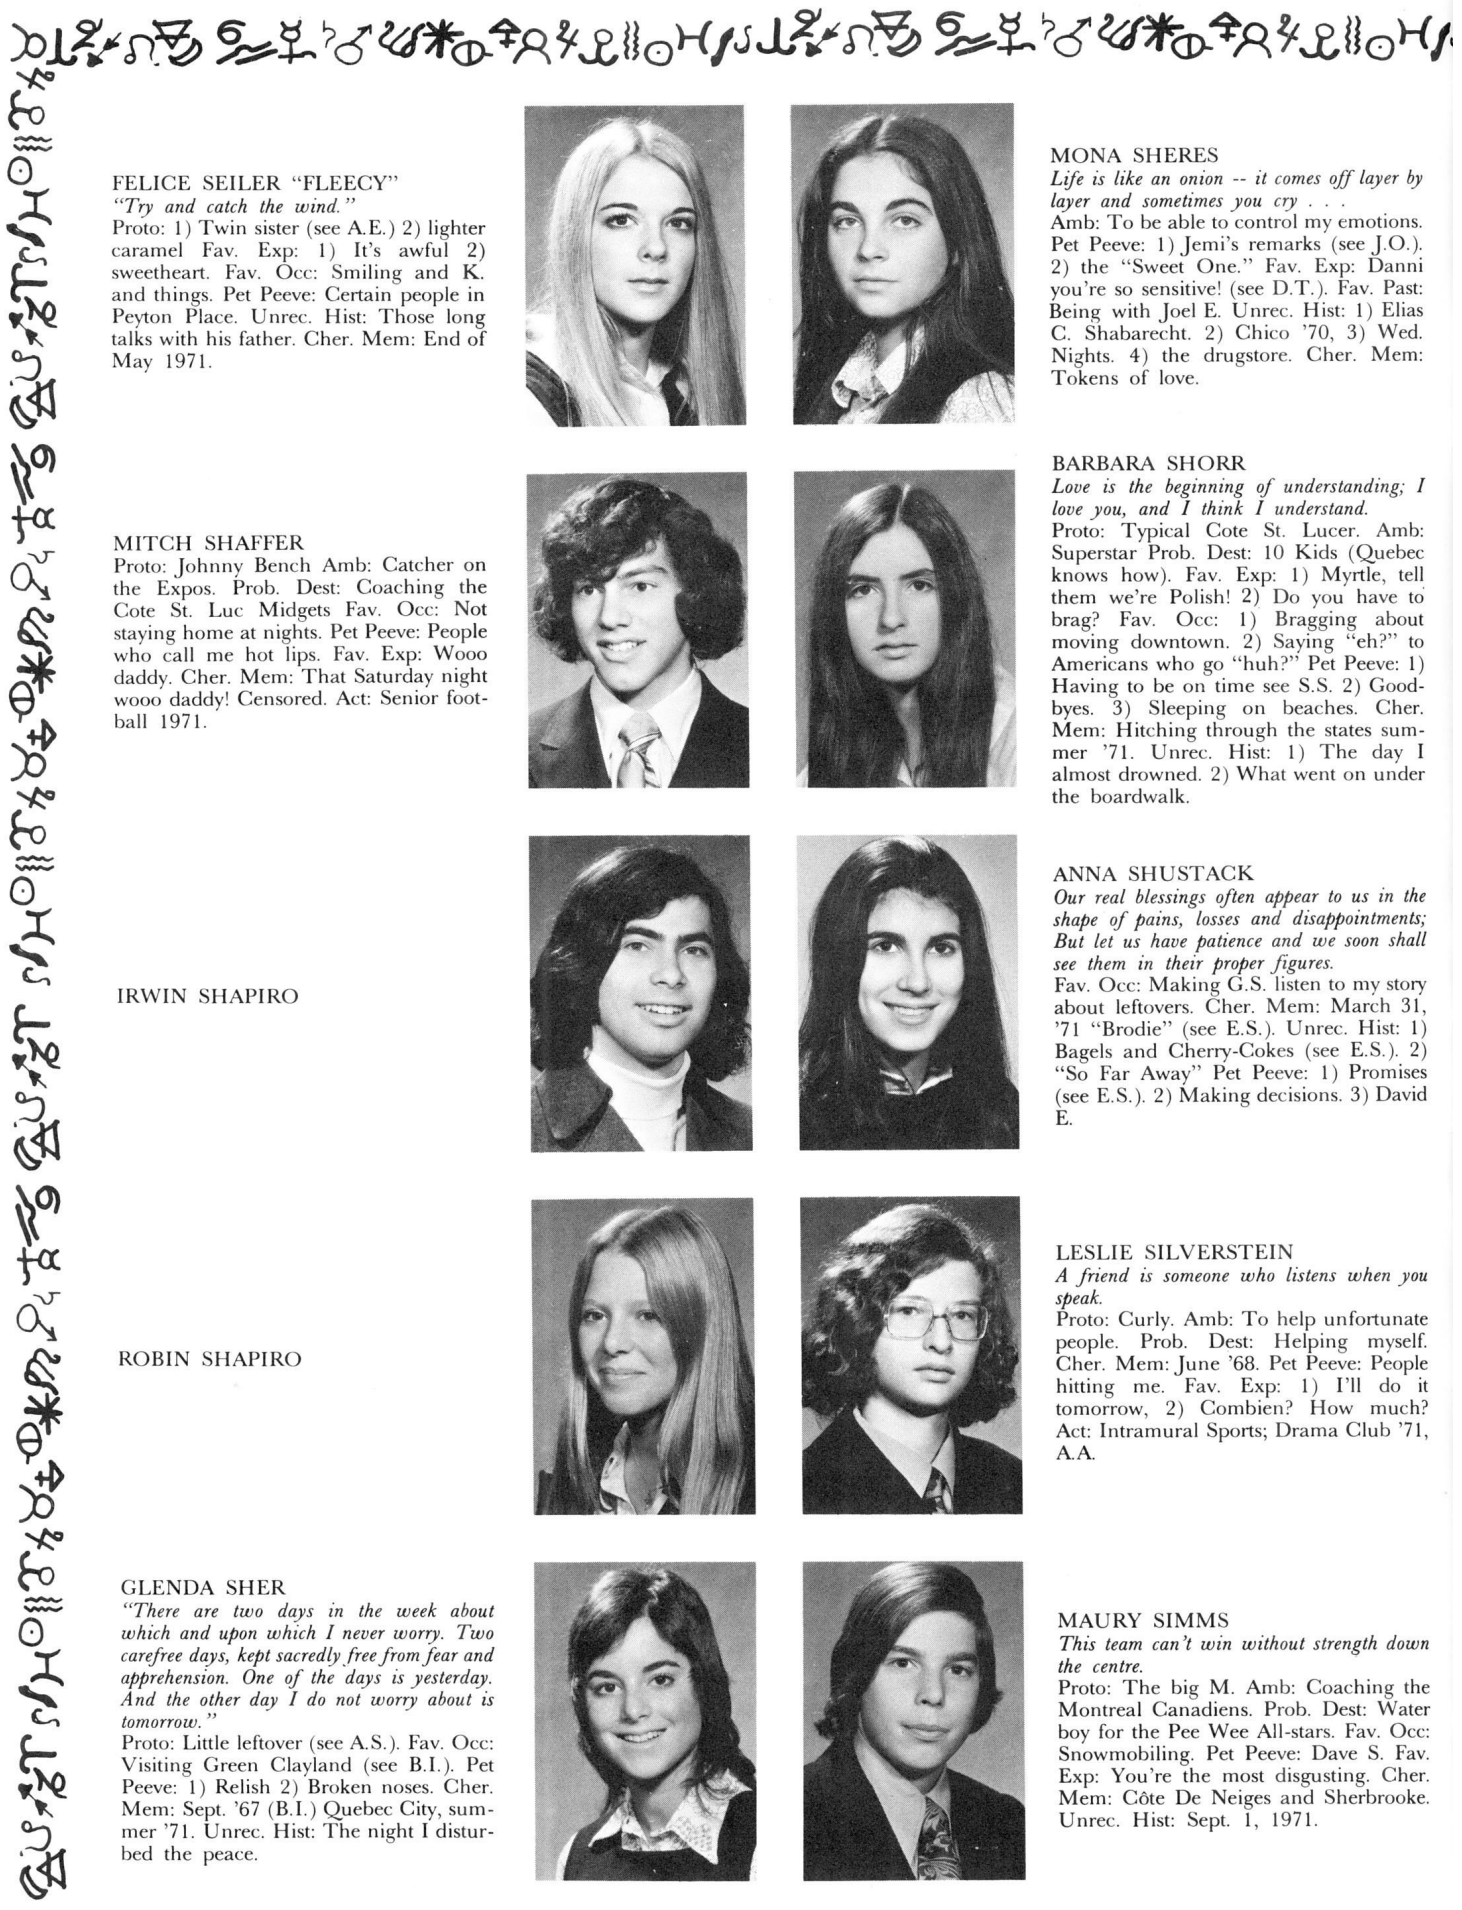 FELICE SEILER “FLEECY”
“Try and catch the wind.”
Proto: 1) Twin sister (see A.E.) 2) lighter
caramel Fav. Exp: 1) It's awful 2)
sweetheart. Fav. Occ: Smiling and K.
and things. Pet Peeve: Certain people in
Peyton Place. Unrec. Hist: Those long
talks with his father. Cher. Mem: End of
May 1971.
MITCH SHAFFER
Proto: Johnny Bench Amb: Catcher on
the Expos. Prob. Dest: Coaching the
Cote St. Luc Midgets Fav. Occ: Not
staying home at nights. Pet Peeve: People
who call me hot lips. Fav. Exp: Wooo
daddy. Cher. Mem: That Saturday night
wooo daddy! Censored. Act: Senior foot-
ball 1971.
IRWIN SHAPIRO
ROBIN SHAPIRO
GLENDA SHER
“There are two days in the week about
which and upon which I never worry. Two
carefree days, kept sacredly free from fear and
apprehension. One of the days is yesterday.
And the other day I do not worry about is
tomorrow.”
Proto: Little leftover (see A.S.). Fav. Occ:
Visiting Green Clayland (see B.I.). Pet
Peeve: 1) Relish 2) Broken noses. Cher.
Mem: Sept. '67 (B.I.) Quebec City, sum-
mer '71. Unrec. Hist: The night I distur-
bed the peace.
MONA SHERES
Life is like an onion -- it comes off layer by
layer and sometimes you cry . . .
Amb: To be able to control my emotions.
Pet Peeve: 1) Jemi's remarks (see J.O.).
2) the “Sweet One.” Fav. Exp: Danni
you're so sensitive! (see D.T.). Fav. Past:
Being with Joel E. Unrec. Hist: 1) Elias
C. Shabarecht. 2) Chico '70, 3) Wed.
Nights. 4) the drugstore. Cher. Mem:
Tokens of love.
BARBARA SHORR
Love is the beginning of understanding; I
love you, and I think I understand.
Proto: Typical Cote St. Lucer. Amb:
Superstar Prob. Dest: 10 Kids (Quebec
knows how). Fav. Exp: 1) Myrtle, tell
them we're Polish! 2) Do you have to
brag? Fav. Occ: 1) Bragging about
moving downtown. 2) Saying “eh?” to
Americans who go “huh?” Pet Peeve: 1)
Having to be on time see S.S. 2) Good-
byes. 3) Sleeping on beaches. Cher.
Mem: Hitching through the states sum-
mer '71. Unrec. Hist: 1) The day I
almost drowned. 2) What went on under
the boardwalk.
ANNA SHUSTACK
Our real blessings often appear to us in the
shape of pains, losses and disappointments;
But let us have patience and we soon shall
see them in their proper figures.
Fav. Occ: Making G.S. listen to my story
about leftovers. Cher. Mem: March 31,
'71 “Brodie” (see E.S.). Unrec. Hist: 1)
Bagels and Cherry-Cokes (see E.S.). 2)
“So Far Away” Pet Peeve: 1) Promises
(see E.S.). 2) Making decisions. 3) David
E.
LESLIE SILVERSTEIN
A friend is someone who listens when you
speak.
Proto: Curly. Amb: To help unfortunate
people. Prob. Dest: Helping myself.
Cher. Mem: June '68. Pet Peeve: People
hitting me. Fav. Exp: 1) I'll do it
tomorrow, 2) Combien? How much?
Act: Intramural Sports; Drama Club '71,
A.A.
MAURY SIMMS
This team can't win without strength down
the centre.
Proto: The big M. Amb: Coaching the
Montreal Canadiens. Prob. Dest: Water
boy for the Pee Wee All-stars. Fav. Occ:
Snowmobiling. Pet Peeve: Dave S. Fav.
Exp: You're the most disgusting. Cher.
Mem: Côte De Neiges and Sherbrooke.
Unrec. Hist: Sept. 1, 1971.